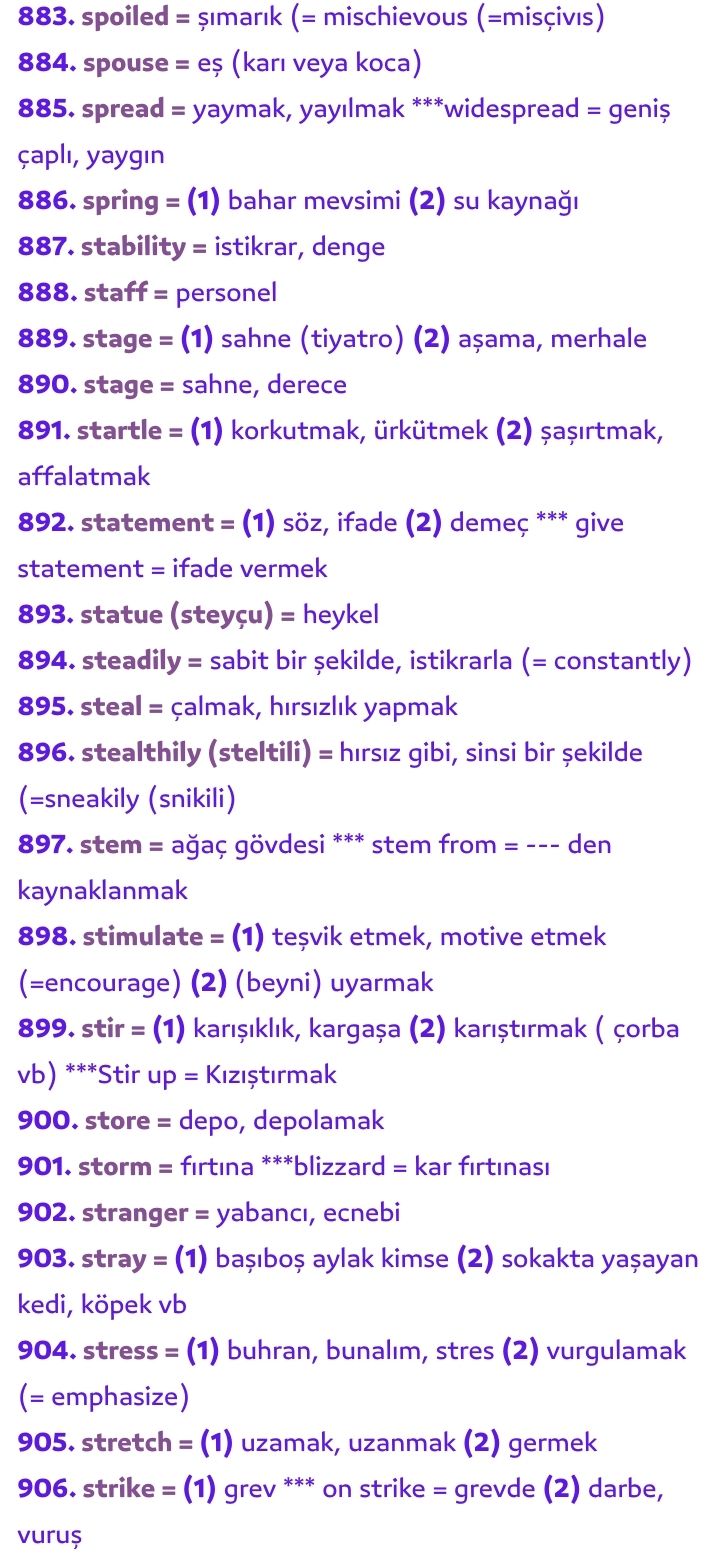 883. spoiled = şımarık (= mischievous (=misçivıs)
884. spouse = eş (karı veya koca)
885. spread = yaymak, yayılmak ***widespread = geniş
çaplı, yaygın
886. spring = (1) bahar mevsimi (2) su kaynağı
887. stability = istikrar, denge
888. staff = personel
889. stage = (1) sahne (tiyatro) (2) aşama, merhale
890. stage = sahne, derece
891. startle = (1) korkutmak, ürkütmek (2) şaşırtmak,
affalatmak
892. statement = (1) söz, ifade (2) demeç *** give
statement = ifade vermek
893. statue (steyçu) = heykel
894. steadily = sabit bir şekilde, istikrarla (= constantly)
895. steal = çalmak, hırsızlık yapmak
896. stealthily (steltili) = hırsız gibi, sinsi bir şekilde
(=sneakily (snikili)
897. stem = ağaç gövdesi *** stem from = --- den
kaynaklanmak
898. stimulate = (1) teşvik etmek, motive etmek
(=encourage) (2) (beyni) uyarmak
899. stir = (1) karışıklık, kargaşa (2) karıştırmak ( çorba
vb) ***Stir up = Kızıştırmak
900. store = depo, depolamak
901. storm = fırtına ***blizzard = kar fırtınası
902. stranger = yabancı, ecnebi
903. stray = (1) başıboş aylak kimse (2) sokakta yaşayan
kedi, köpek vb
904. stress = (1) buhran, bunalım, stres (2) vurgulamak
(= emphasize)
905. stretch = (1) uzamak, uzanmak (2) germek
906. strike = (1) grev *** on strike = grevde (2) darbe,
vuruş